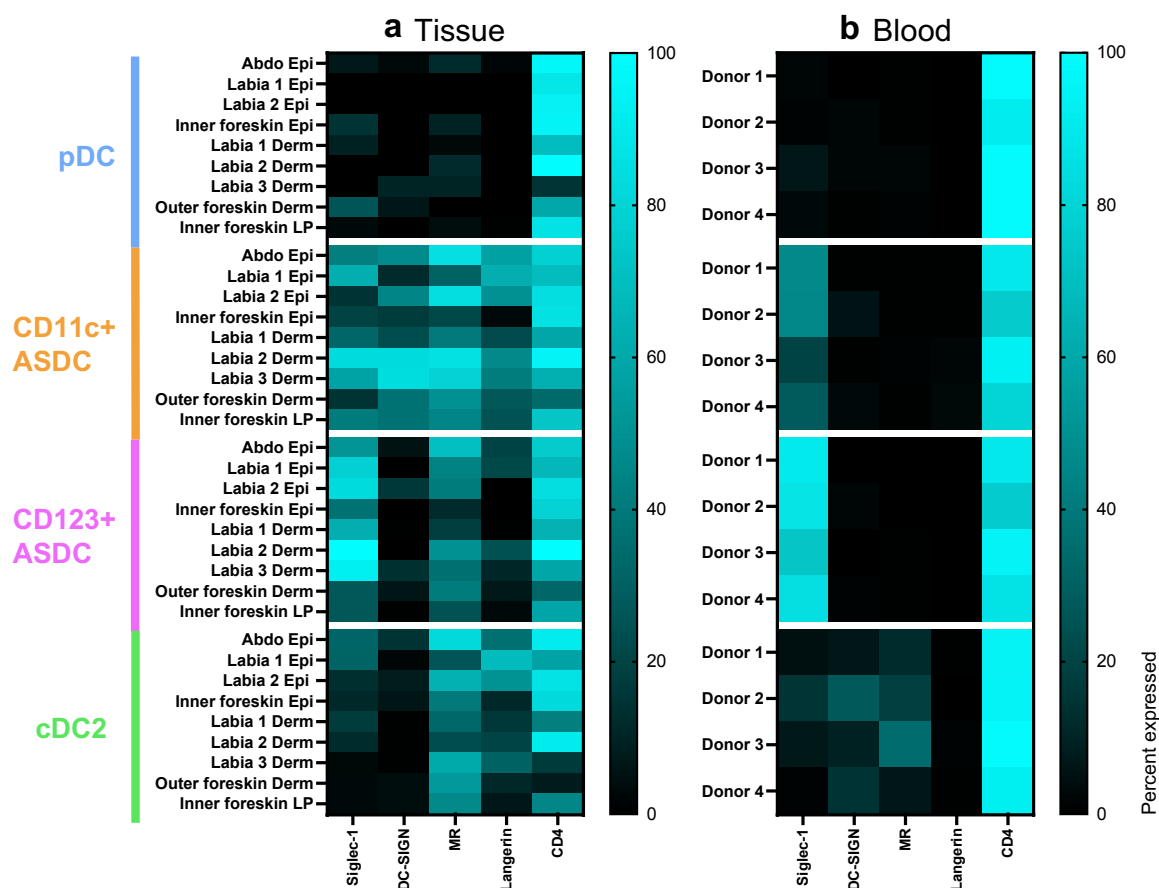 a Tissue
b Blood
pDC
Abdo Epi
Labia 1 Epi
Labia 2 Epi
Inner foreskin Epi
Labia 1 Derm
Labia 2 Derm
Labia 3 Derm
Outer foreskin Derm
Inner foreskin LP
CD11c+
ASDC
Abdo Epi
Labia 1 Epi
Labia 2 Epi
Inner foreskin Epi
Labia 1 Derm
Labia 2 Derm
Labia 3 Derm
Outer foreskin Derm
Inner foreskin LP
CD123+
ASDC
Abdo Epi
Labia 1 Epi
Labia 2 Epi
Inner foreskin Epi
Labia 1 Derm
Labia 2 Derm
Labia 3 Derm
Outer foreskin Derm
Inner foreskin LP
cDC2
Abdo Epi
Labia 1 Epi
Labia 2 Epi
Inner foreskin Epi
Labia 1 Derm
Labia 2 Derm
Labia 3 Derm
Outer foreskin Derm
Inner foreskin LP
Siglec-1
DC-SIGN
MR
Langerin
CD4
100
80
60
40
20
0
Donor 1
Donor 2
Donor 3
Donor 4
Donor 1
Donor 2
Donor 3
Donor 4
Donor 1
Donor 2
Donor 3
Donor 4
Donor 1
Donor 2
Donor 3
Donor 4
Siglec-1
DC-SIGN
MR
Langerin
CD4
100
80
60
40
20
0
Percent expressed